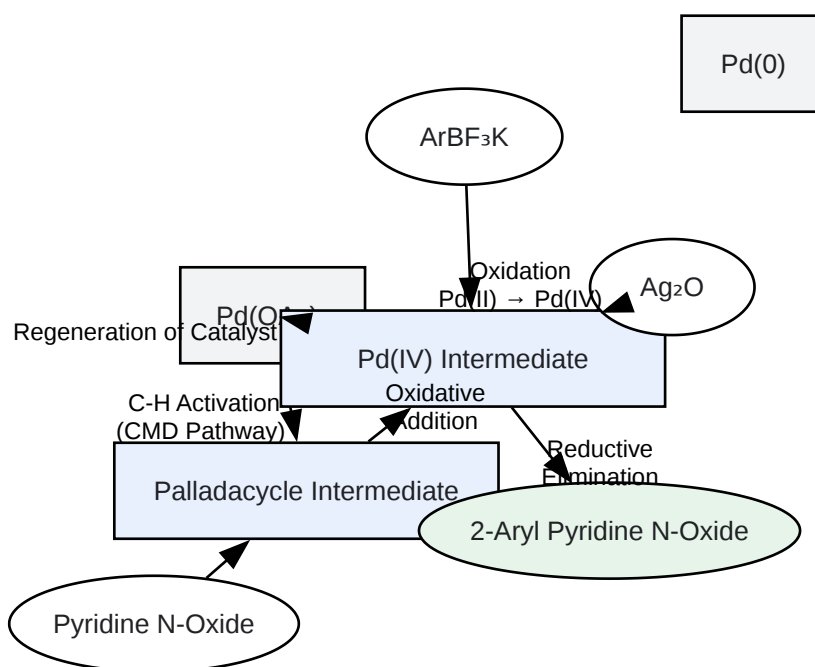 Pd(0)
ArBF₃K
Oxidation
Pd(II) → Pd(IV)
Ag₂O
Regeneration of Catalyst
Pd(IV) Intermediate
Oxidative
Addition
C-H Activation
(CMD Pathway)
Reductive
Elimination
Palladacycle Intermediate
2-Aryl Pyridine N-Oxide
Pyridine N-Oxide